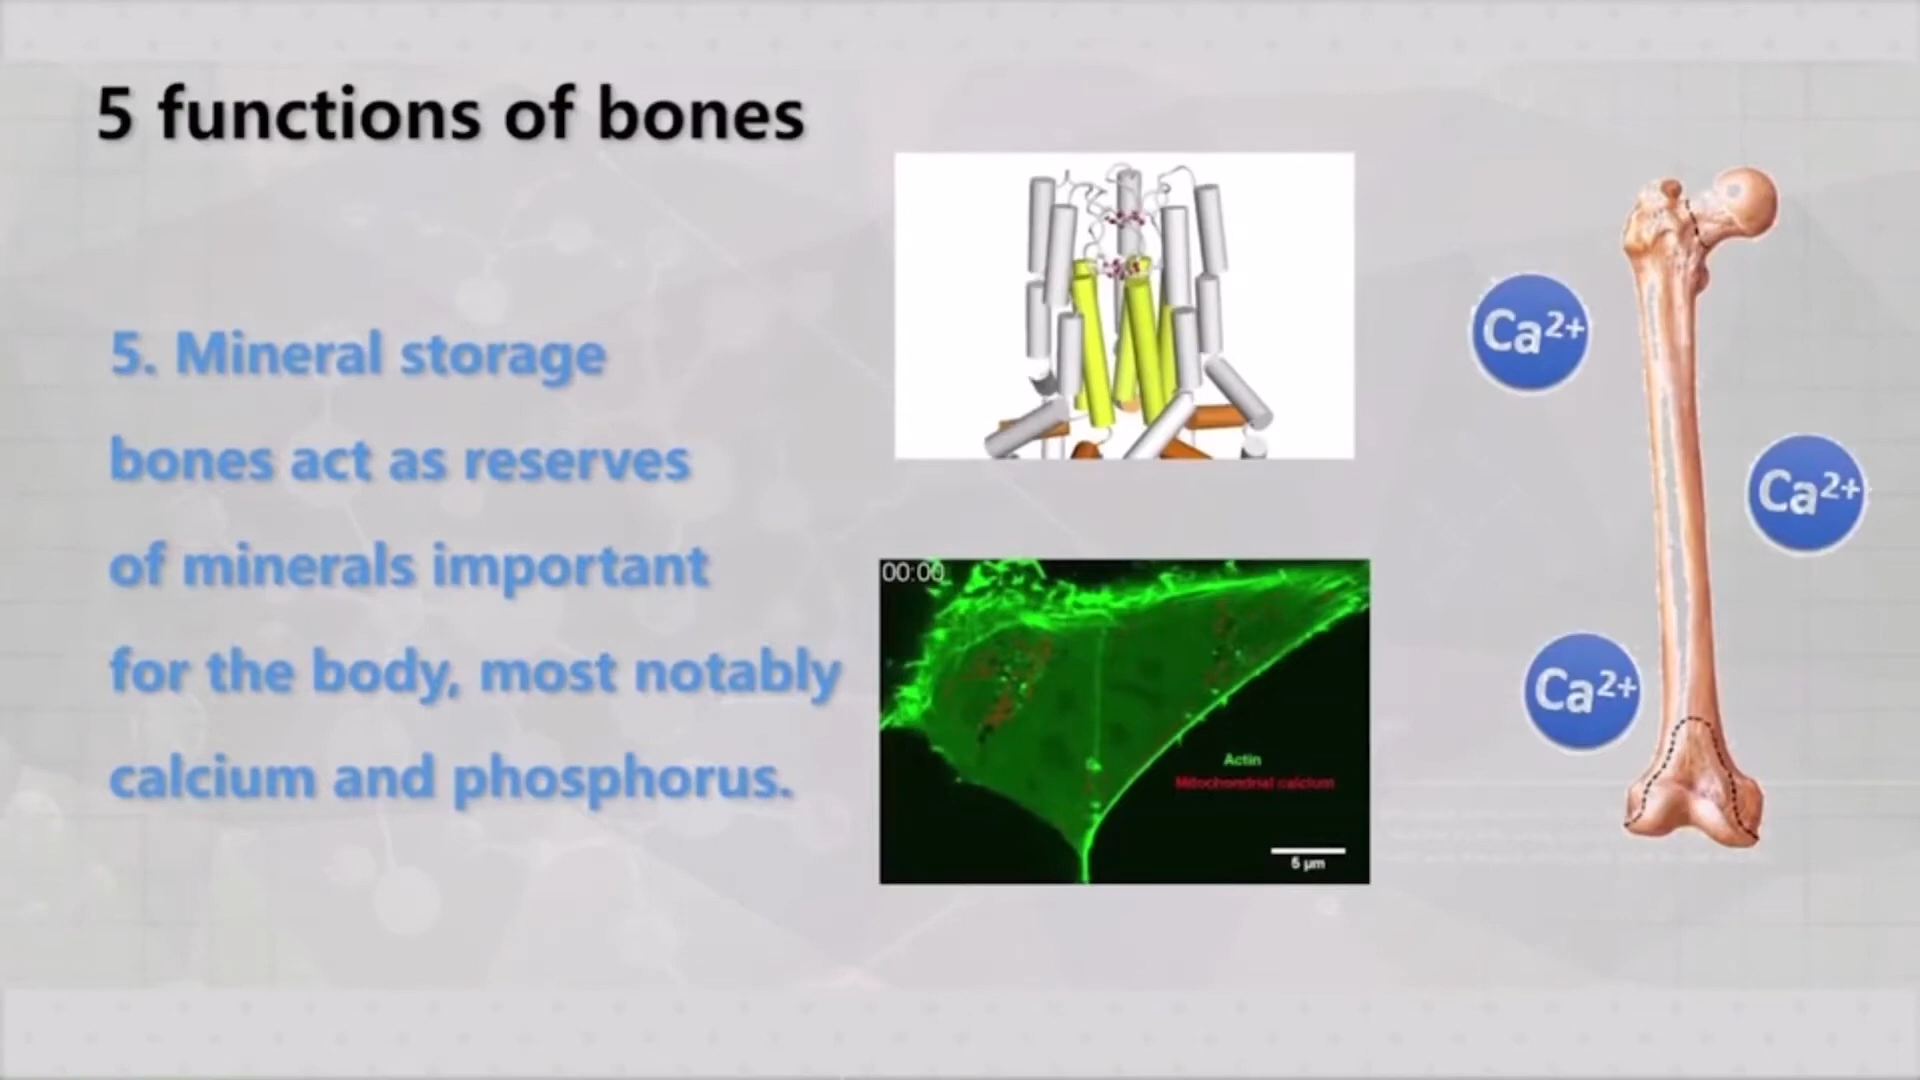 5 functions of bones
5. Mineral storage
bones act as reserves
of minerals important
for the body, most notably
calcium and phosphorus.
00:00
Actin
Mitochondrial calcium
5 µm
Ca²⁺
Ca²⁺
Ca²⁺